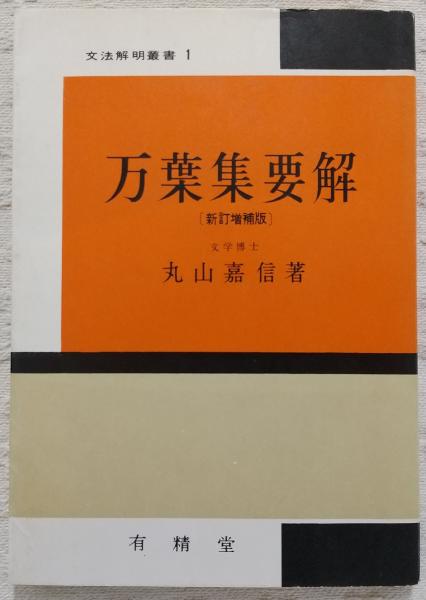 文法解明叢書 1
万葉集要解
〔新訂増補版〕
文学博士
丸山嘉信著
有精堂